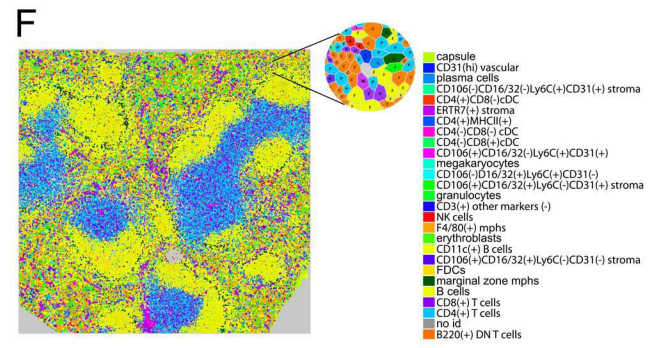 F
capsule
CD31(hi) vascular
plasma cells
CD106(-)CD16/32(-)Ly6C(+)CD31(+) stroma
CD4(+)CD8(-)cDC
ERTR7(+) stroma
CD4(+)MHCII(+)
CD4(-)CD8(-) cDC
CD4(-)CD8(+)cDC
CD106(+)CD16/32(-)Ly6C(+)CD31(+)
megakaryocytes
CD106(-)D16/32(+)Ly6C(+)CD31(-)
CD106(+)CD16/32(+)Ly6C(-)CD31(+) stroma
granulocytes
CD3(+) other markers (-)
NK cells
F4/80(+) mphs
erythroblasts
CD11c(+) B cells
CD106(+)CD16/32(+)Ly6C(-)CD31(-) stroma
FDCs
marginal zone mphs
B cells
CD8(+) T cells
CD4(+) T cells
no id
B220(+) DN T cells